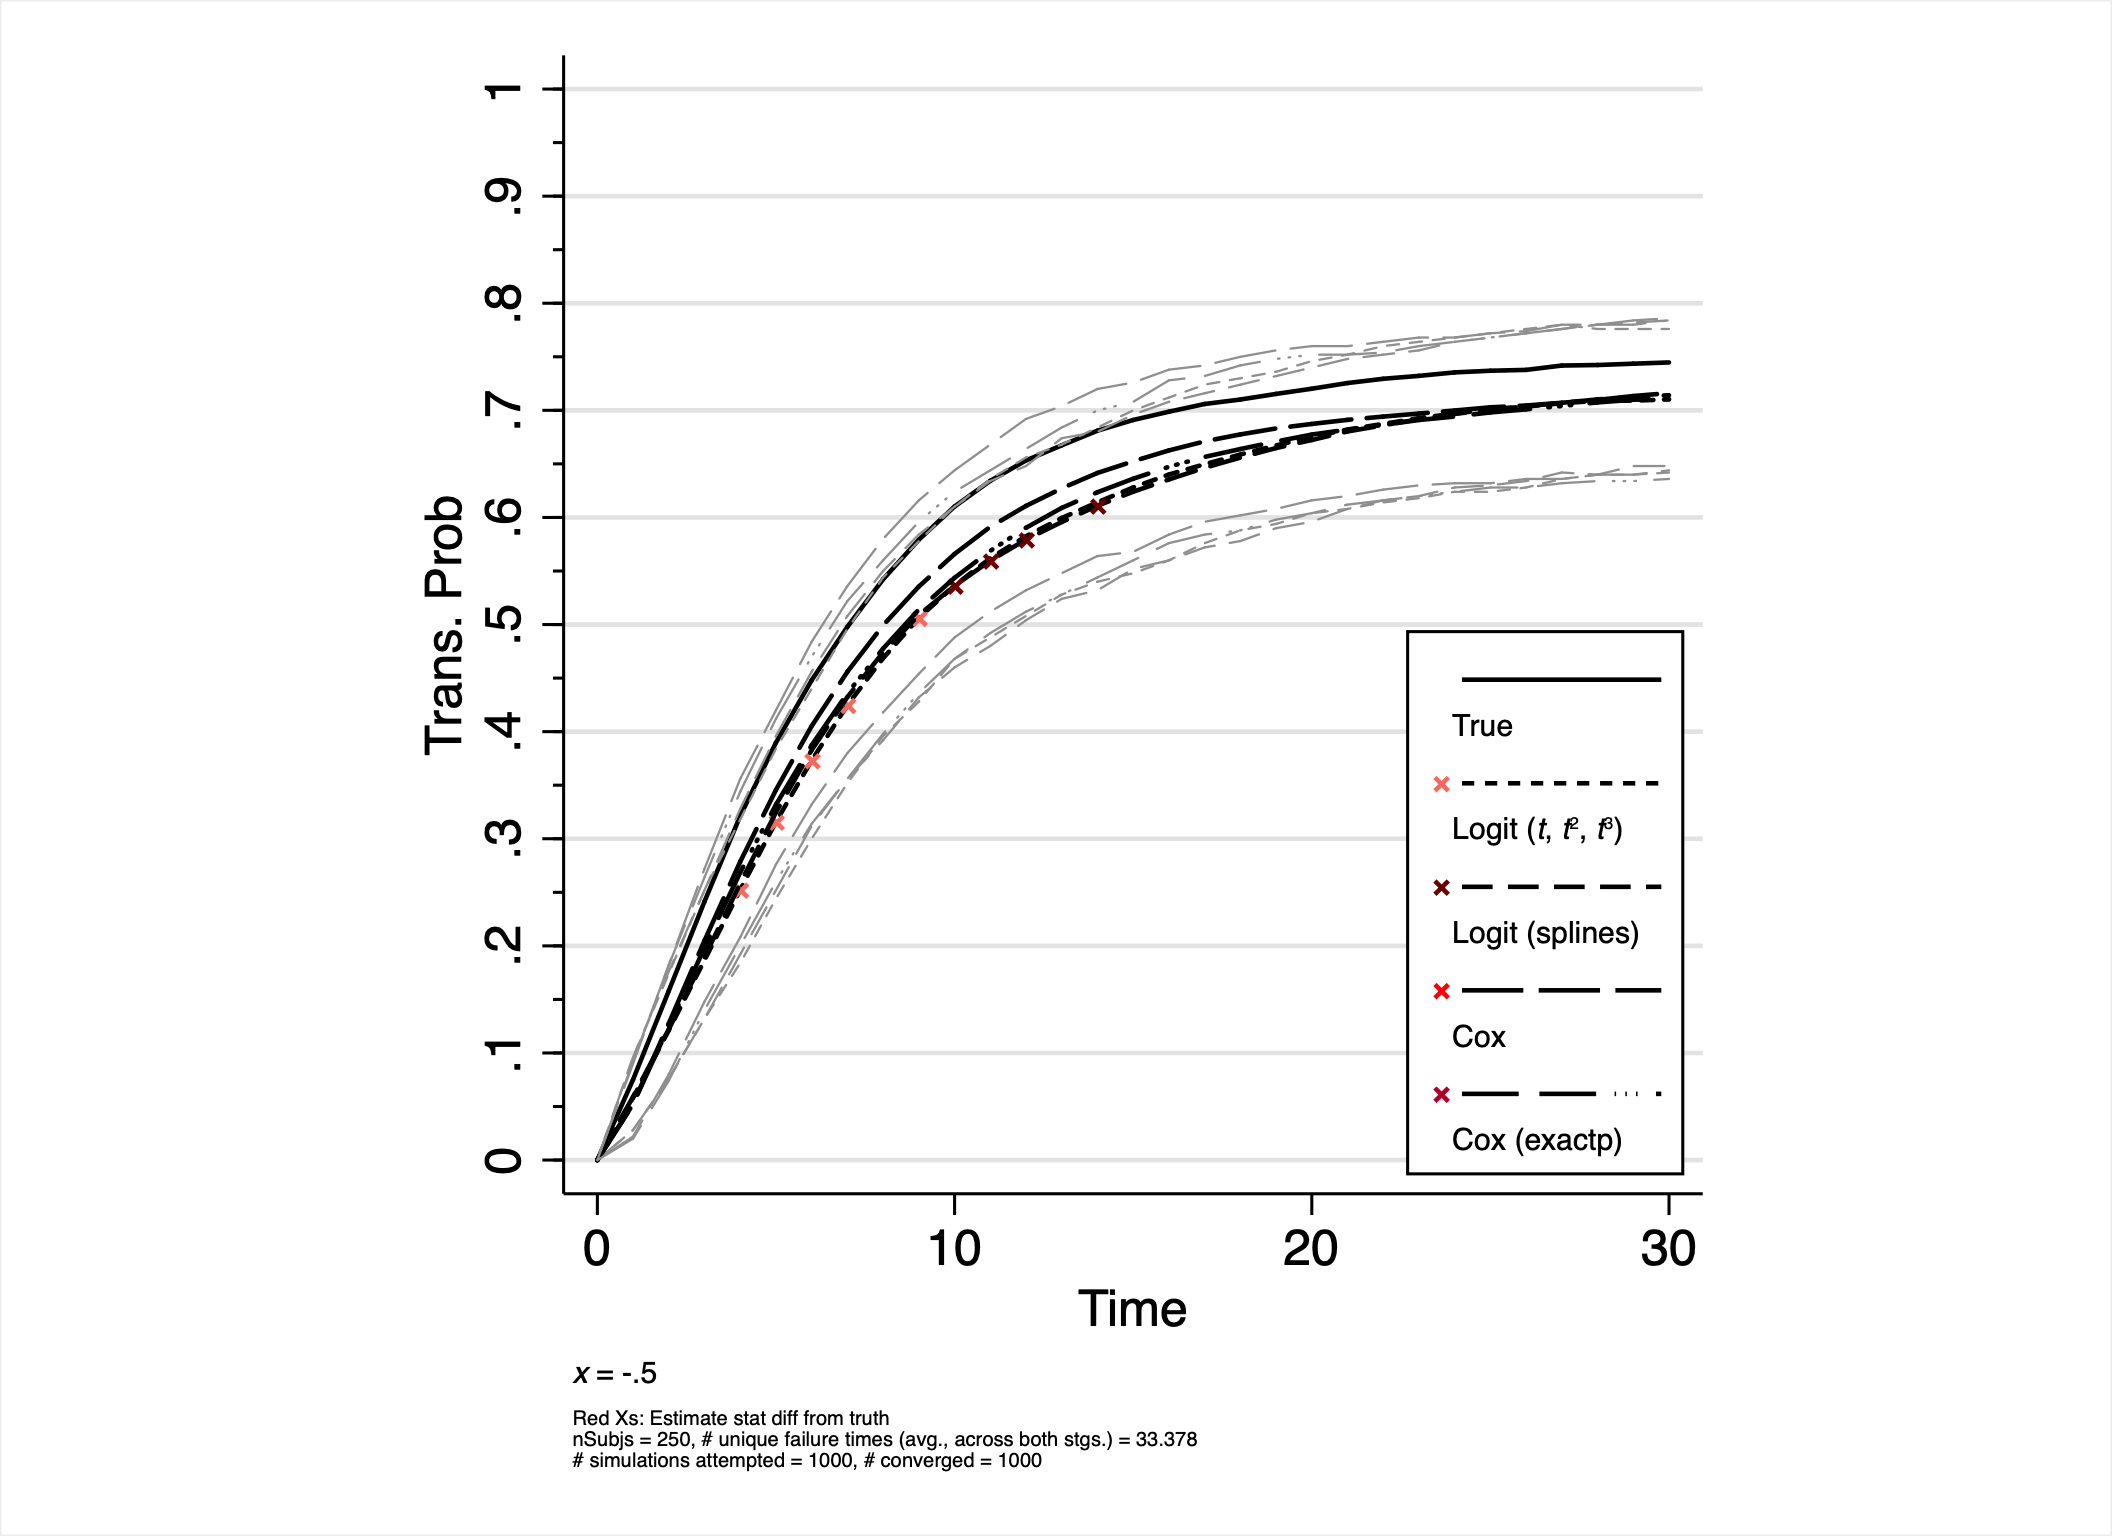 1
.9
.8
.7
.6
.5
.4
.3
.2
.1
0
Trans. Prob
0 10 20 30
Time
True
Logit (t, t², t³)
Logit (splines)
Cox
Cox (exactp)
x = -.5
Red Xs: Estimate stat diff from truth
nSubjs = 250, # unique failure times (avg., across both stgs.) = 33.378
# simulations attempted = 1000, # converged = 1000